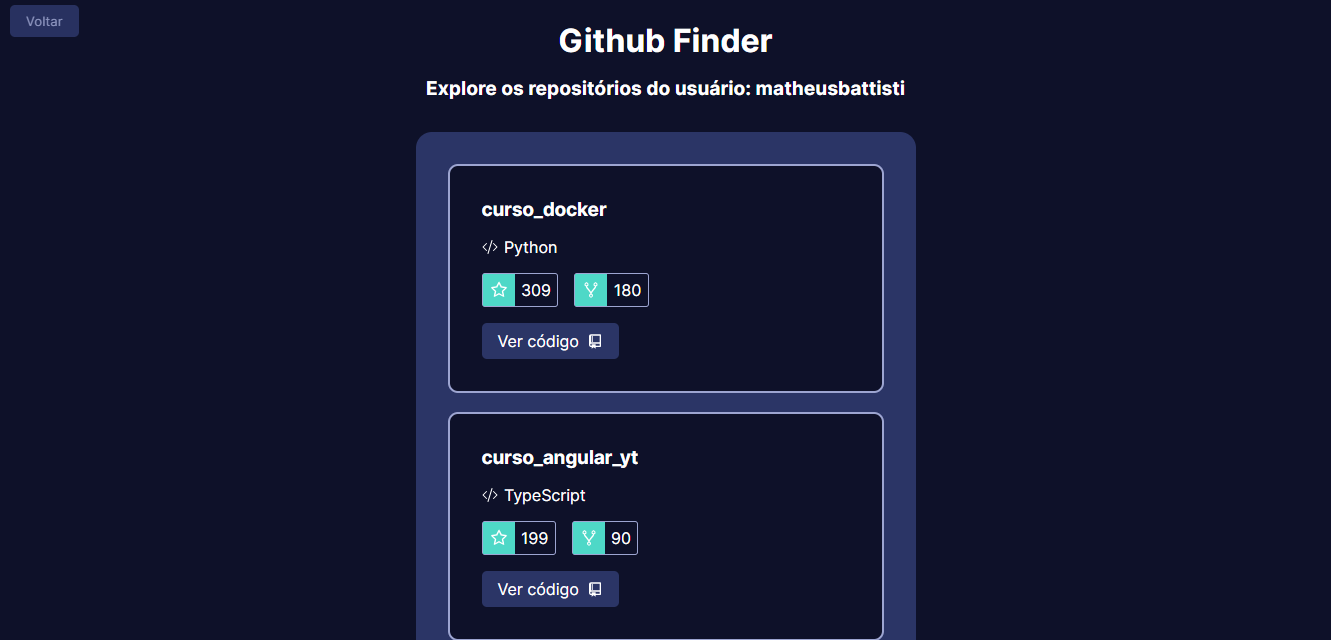 Voltar
Github Finder
Explore os repositórios do usuário: matheusbattisti
curso_docker
Python
309 180
Ver código
curso_angular_yt
TypeScript
199 90
Ver código